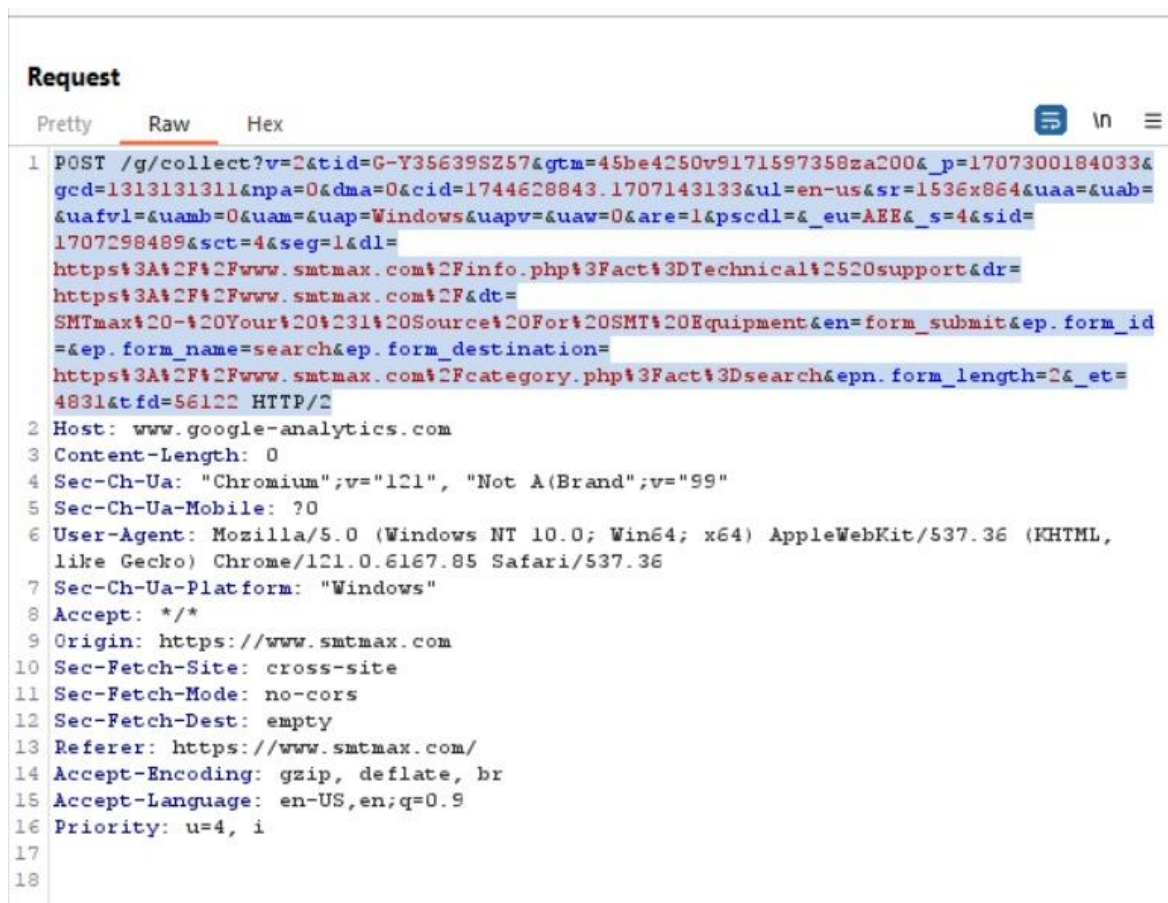 Request
Pretty Raw Hex \n
1 POST /g/collect?v=2&tid=G-Y35639SZ57&gtm=45be4250v9171597358za200&_p=1707300184033&
gcd=1313131311&npa=0&dma=0&cid=1744628843.1707143133&ul=en-us&sr=1536x864&uaa=&uab=
&uafvl=&uamb=0&uam=&uap=Windows&uapv=&uaw=0&are=1&pscdl=&_eu=AEE&_s=4&sid=
1707298489&sct=4&seg=1&dl=
https%3A%2F%2Fwww.smtmax.com%2Finfo.php%3Fact%3DTechnical%2520support&dr=
https%3A%2F%2Fwww.smtmax.com%2F&dt=
SMTmax%20-%20Your%20%231%20Source%20For%20SMT%20Equipment&en=form_submit&ep.form_id
=&ep.form_name=search&ep.form_destination=
https%3A%2F%2Fwww.smtmax.com%2Fcategory.php%3Fact%3Dsearch&epn.form_length=2&_et=
4831&tfd=56122 HTTP/2
2 Host: www.google-analytics.com
3 Content-Length: 0
4 Sec-Ch-Ua: "Chromium";v="121", "Not A(Brand";v="99"
5 Sec-Ch-Ua-Mobile: ?0
6 User-Agent: Mozilla/5.0 (Windows NT 10.0; Win64; x64) AppleWebKit/537.36 (KHTML,
like Gecko) Chrome/121.0.6167.85 Safari/537.36
7 Sec-Ch-Ua-Platform: "Windows"
8 Accept: */*
9 Origin: https://www.smtmax.com
10 Sec-Fetch-Site: cross-site
11 Sec-Fetch-Mode: no-cors
12 Sec-Fetch-Dest: empty
13 Referer: https://www.smtmax.com/
14 Accept-Encoding: gzip, deflate, br
15 Accept-Language: en-US,en;q=0.9
16 Priority: u=4, i
17
18